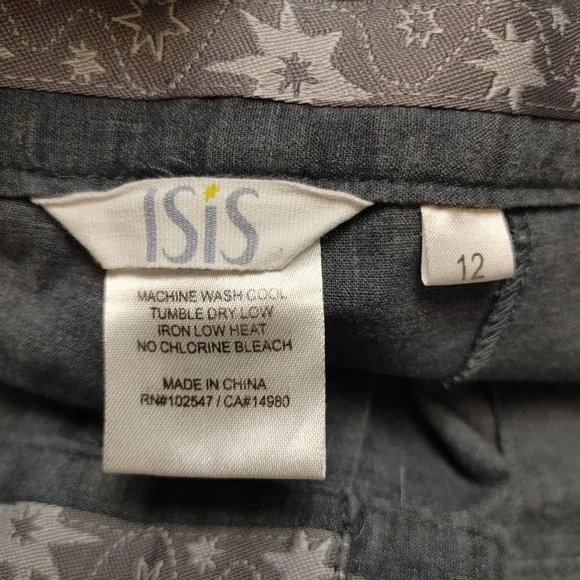 ISiS
12
MACHINE WASH COOL
TUMBLE DRY LOW
IRON LOW HEAT
NO CHLORINE BLEACH
MADE IN CHINA
RN#102547 / CA#14980